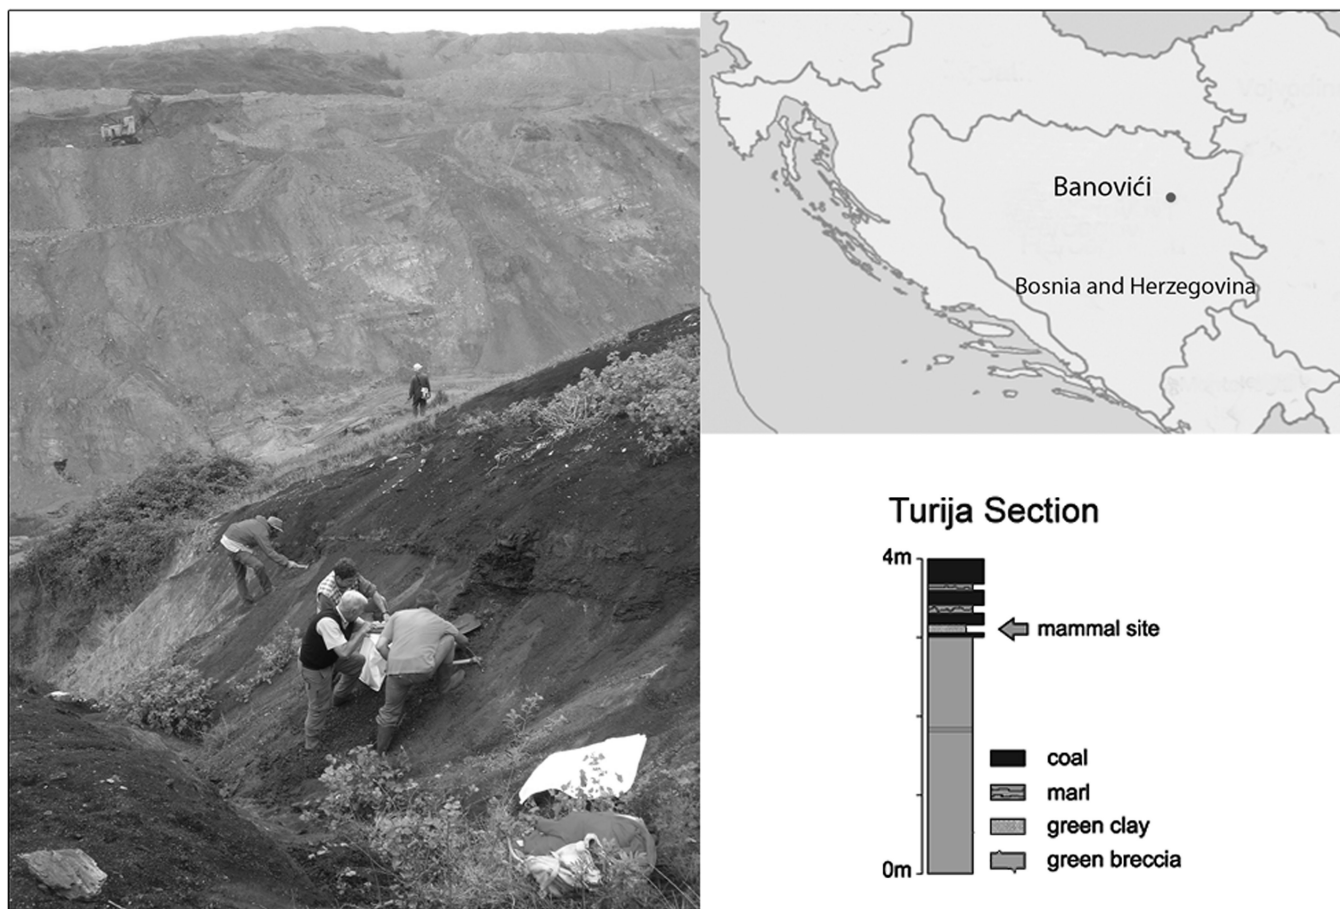 Banovići
Bosnia and Herzegovina
Turija Section
4m
mammal site
coal
marl
green clay
green breccia
0m